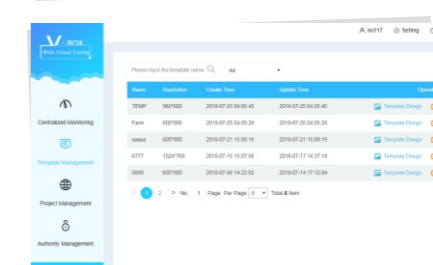 lsr317 Setting
V-BOX
Web Cloud Config
Please input the template name All
Name Resolution Create Time Update Time Opera
TEMP 960*600 2018-07-25 04:05:45 2018-07-25 04:05:45 Template Design
Farm 600*800 2018-07-25 04:00:29 2018-07-25 04:00:29 Template Design
saasa 600*800 2018-07-21 15:08:19 2018-07-21 15:08:19 Template Design
6777 1024*768 2018-07-15 15:07:58 2018-07-17 14:37:19 Template Design
8888 600*800 2018-07-06 14:22:02 2018-07-14 17:12:04 Template Design
< 1 2 > No. 1 Page Per Page 5 Total 6 Item
Centralized Monitoring
Template Management
Project Management
Authority Management